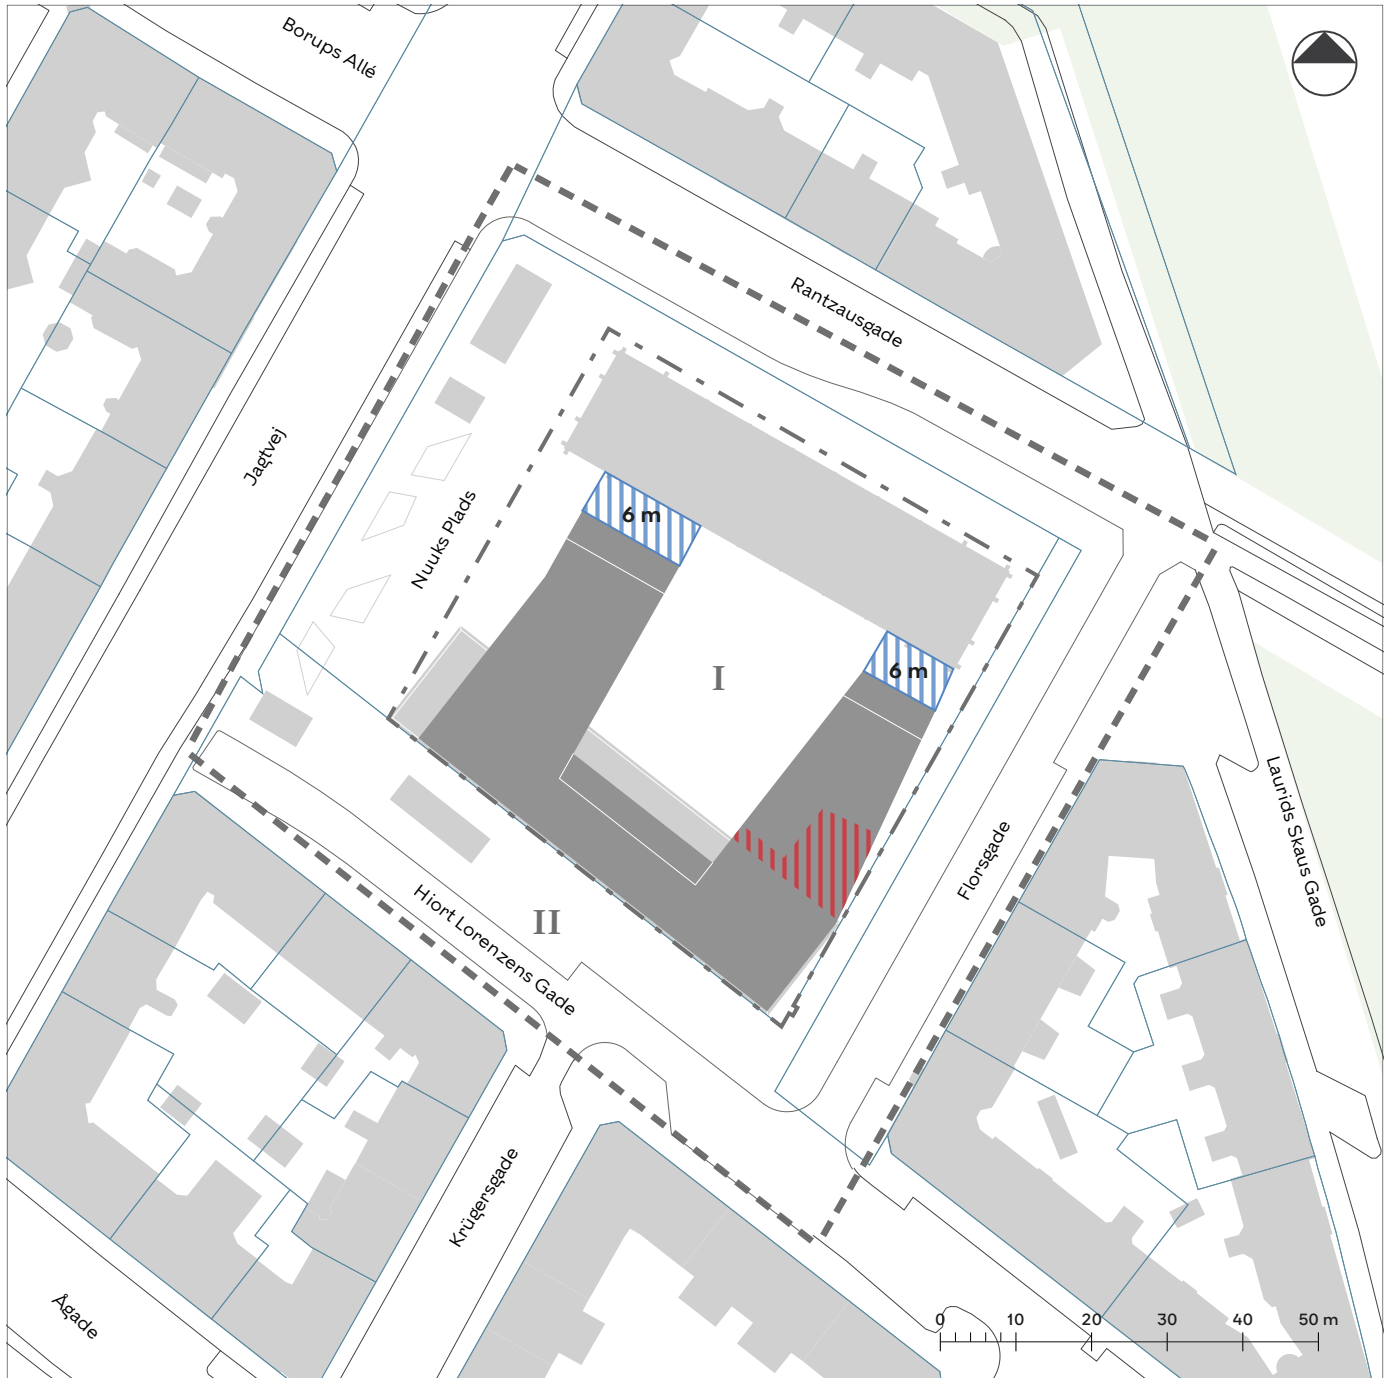 Borups Allé
Rantzausgade
Jagtvej
Nuuks Plads
6 m
6 m
I
Florsgade
Laurids Skaus Gade
II
Hiort Lorenzens Gade
Krügersgade
Ågade
0 10 20 30 40 50 m